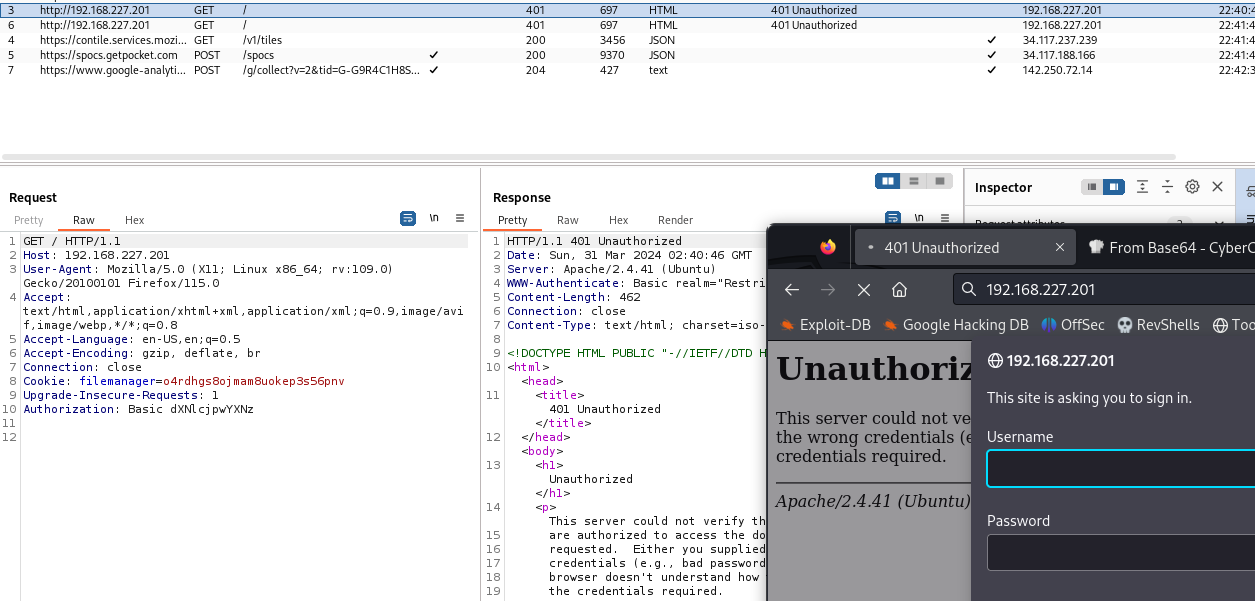 3 http://192.168.227.201 GET / 401 697 HTML 401 Unauthorized 192.168.227.201 22:40:4
6 http://192.168.227.201 GET / 401 697 HTML 401 Unauthorized 192.168.227.201 22:41:4
4 https://contile.services.mozi... GET /v1/tiles 200 3456 JSON ✓ 34.117.237.239 22:41:4
5 https://spocs.getpocket.com POST /spocs ✓ 200 9370 JSON ✓ 34.117.188.166 22:41:4
7 https://www.google-analyti... POST /g/collect?v=2&tid=G-G9R4C1H8S... ✓ 204 427 text ✓ 142.250.72.14 22:42:3
Request
Pretty Raw Hex
\n
1 GET / HTTP/1.1
2 Host: 192.168.227.201
3 User-Agent: Mozilla/5.0 (X11; Linux x86_64; rv:109.0)
Gecko/20100101 Firefox/115.0
4 Accept:
text/html,application/xhtml+xml,application/xml;q=0.9,image/avi
f,image/webp,*/*;q=0.8
5 Accept-Language: en-US,en;q=0.5
6 Accept-Encoding: gzip, deflate, br
7 Connection: close
8 Cookie: filemanager=o4rdhgs8ojmam8uokep3s56pnv
9 Upgrade-Insecure-Requests: 1
10 Authorization: Basic dXNlcjpwYXNz
11
12
Response
Pretty Raw Hex Render
\n
1 HTTP/1.1 401 Unauthorized
2 Date: Sun, 31 Mar 2024 02:40:46 GMT
3 Server: Apache/2.4.41 (Ubuntu)
4 WWW-Authenticate: Basic realm="Restri
5 Content-Length: 462
6 Connection: close
7 Content-Type: text/html; charset=iso-
8
9 <!DOCTYPE HTML PUBLIC "-//IETF//DTD H
10 <html>
<head>
11 <title>
401 Unauthorized
</title>
12 </head>
<body>
13 <h1>
Unauthorized
</h1>
14 <p>
This server could not verify th
15 are authorized to access the do
16 requested. Either you supplied
17 credentials (e.g., bad password
18 browser doesn't understand how
19 the credentials required.
Inspector
Request attributes 2
401 Unauthorized
From Base64 - CyberC
192.168.227.201
Exploit-DB Google Hacking DB OffSec RevShells Too
Unauthoriz
This server could not ve
the wrong credentials (e
credentials required.
Apache/2.4.41 (Ubuntu)
192.168.227.201
This site is asking you to sign in.
Username
Password